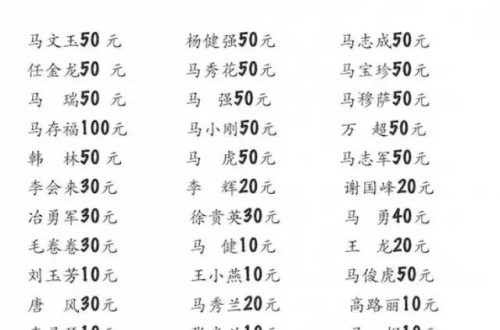 马文玉50元 杨健强50元 马志成50元
任金龙50元 马秀花50元 马宝珍50元
马 瑞50元 马 强50元 马穆萨50元
马存福100元 马小刚50元 万 超50元
韩 林50元 马 虎50元 马志军50元
李会来30元 李 辉20元 谢国峰20元
冶勇军30元 徐贵英30元 马 勇40元
毛卷卷30元 马 健10元 王 龙20元
刘玉芳10元 王小燕10元 马俊虎50元
唐 风30元 马秀兰20元 高路丽10元